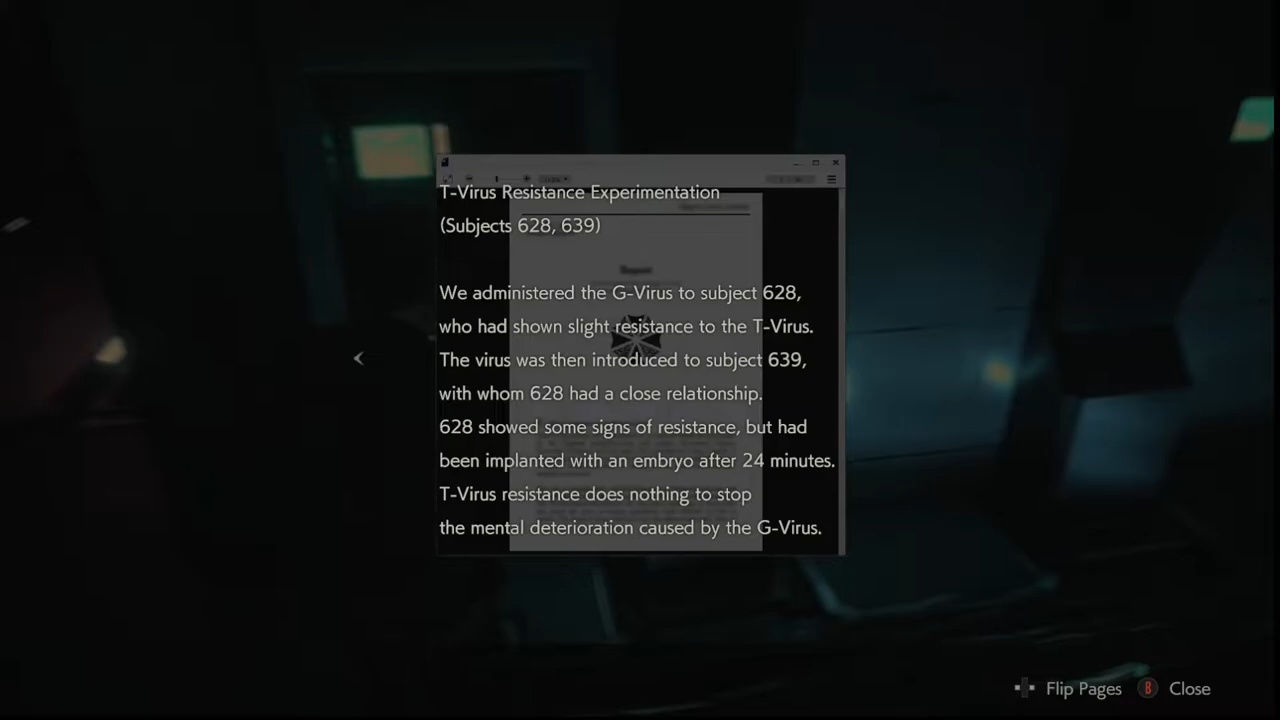 T-Virus Resistance Experimentation
(Subjects 628, 639)
We administered the G-Virus to subject 628,
who had shown slight resistance to the T-Virus.
The virus was then introduced to subject 639,
with whom 628 had a close relationship.
628 showed some signs of resistance, but had
been implanted with an embryo after 24 minutes.
T-Virus resistance does nothing to stop
the mental deterioration caused by the G-Virus.
Flip Pages B Close